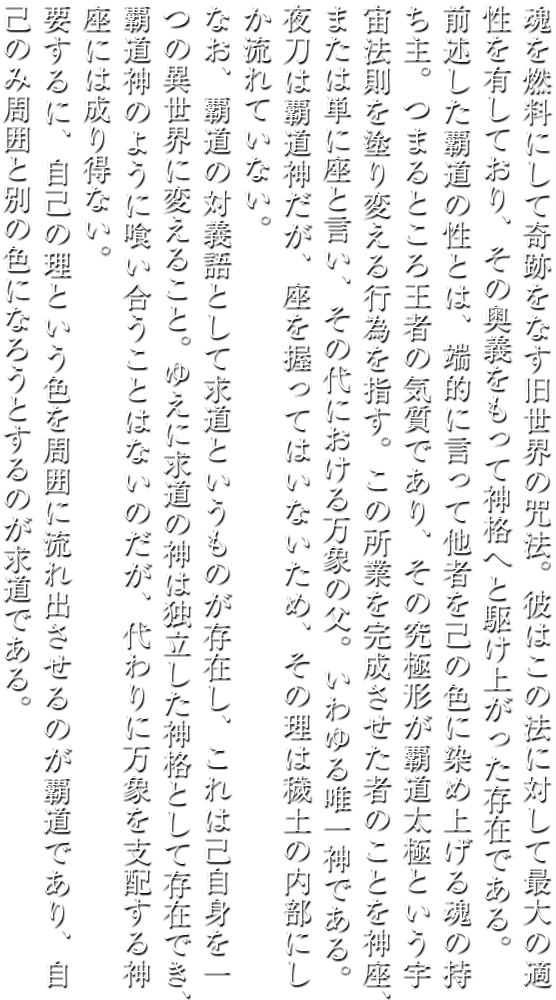 魂を燃料にして奇跡をなす旧世界の咒法。彼はこの法に対して最大の適
性を有しており、その奥義をもって神格へと駆け上がった存在である。
前述した覇道の性とは、端的に言って他者を己の色に染め上げる魂の持
ち主。つまるところ王者の気質であり、その究極形が覇道太極という宇
宙法則を塗り変える行為を指す。この所業を完成させた者のことを神座、
または単に座と言い、その代における万象の父。いわゆる唯一神である。
夜刀は覇道神だが、座を握ってはいないため、その理は穢土の内部にし
か流れていない。
なお、覇道の対義語として求道というものが存在し、これは己自身を一
つの異世界に変えること。ゆえに求道の神は独立した神格として存在でき、
覇道神のように喰い合うことはないのだが、代わりに万象を支配する神
座には成り得ない。
要するに、自己の理という色を周囲に流れ出させるのが覇道であり、自
己のみ周囲と別の色になろうとするのが求道である。